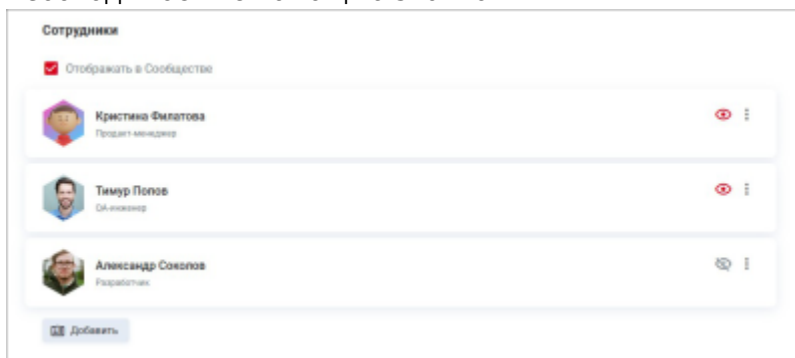 Сотрудники
Отображать в Сообществе
Кристина Филатова
Продакт-менеджер
Тимур Попов
QA-инженер
Александр Соколов
Разработчик
Добавить